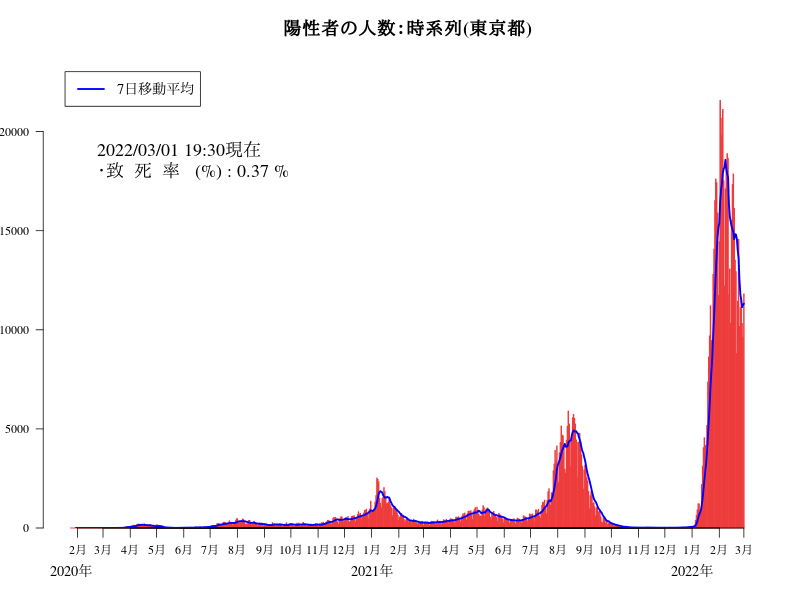 陽性者の人数:時系列(東京都)
7日移動平均
2022/03/01 19:30現在
・致 死 率 (%) : 0.37 %
20000
15000
10000
5000
0
2月 3月 4月 5月 6月 7月 8月 9月 10月 11月 12月 1月 2月 3月 4月 5月 6月 7月 8月 9月 10月 11月 12月 1月 2月 3月
2020年 2021年 2022年